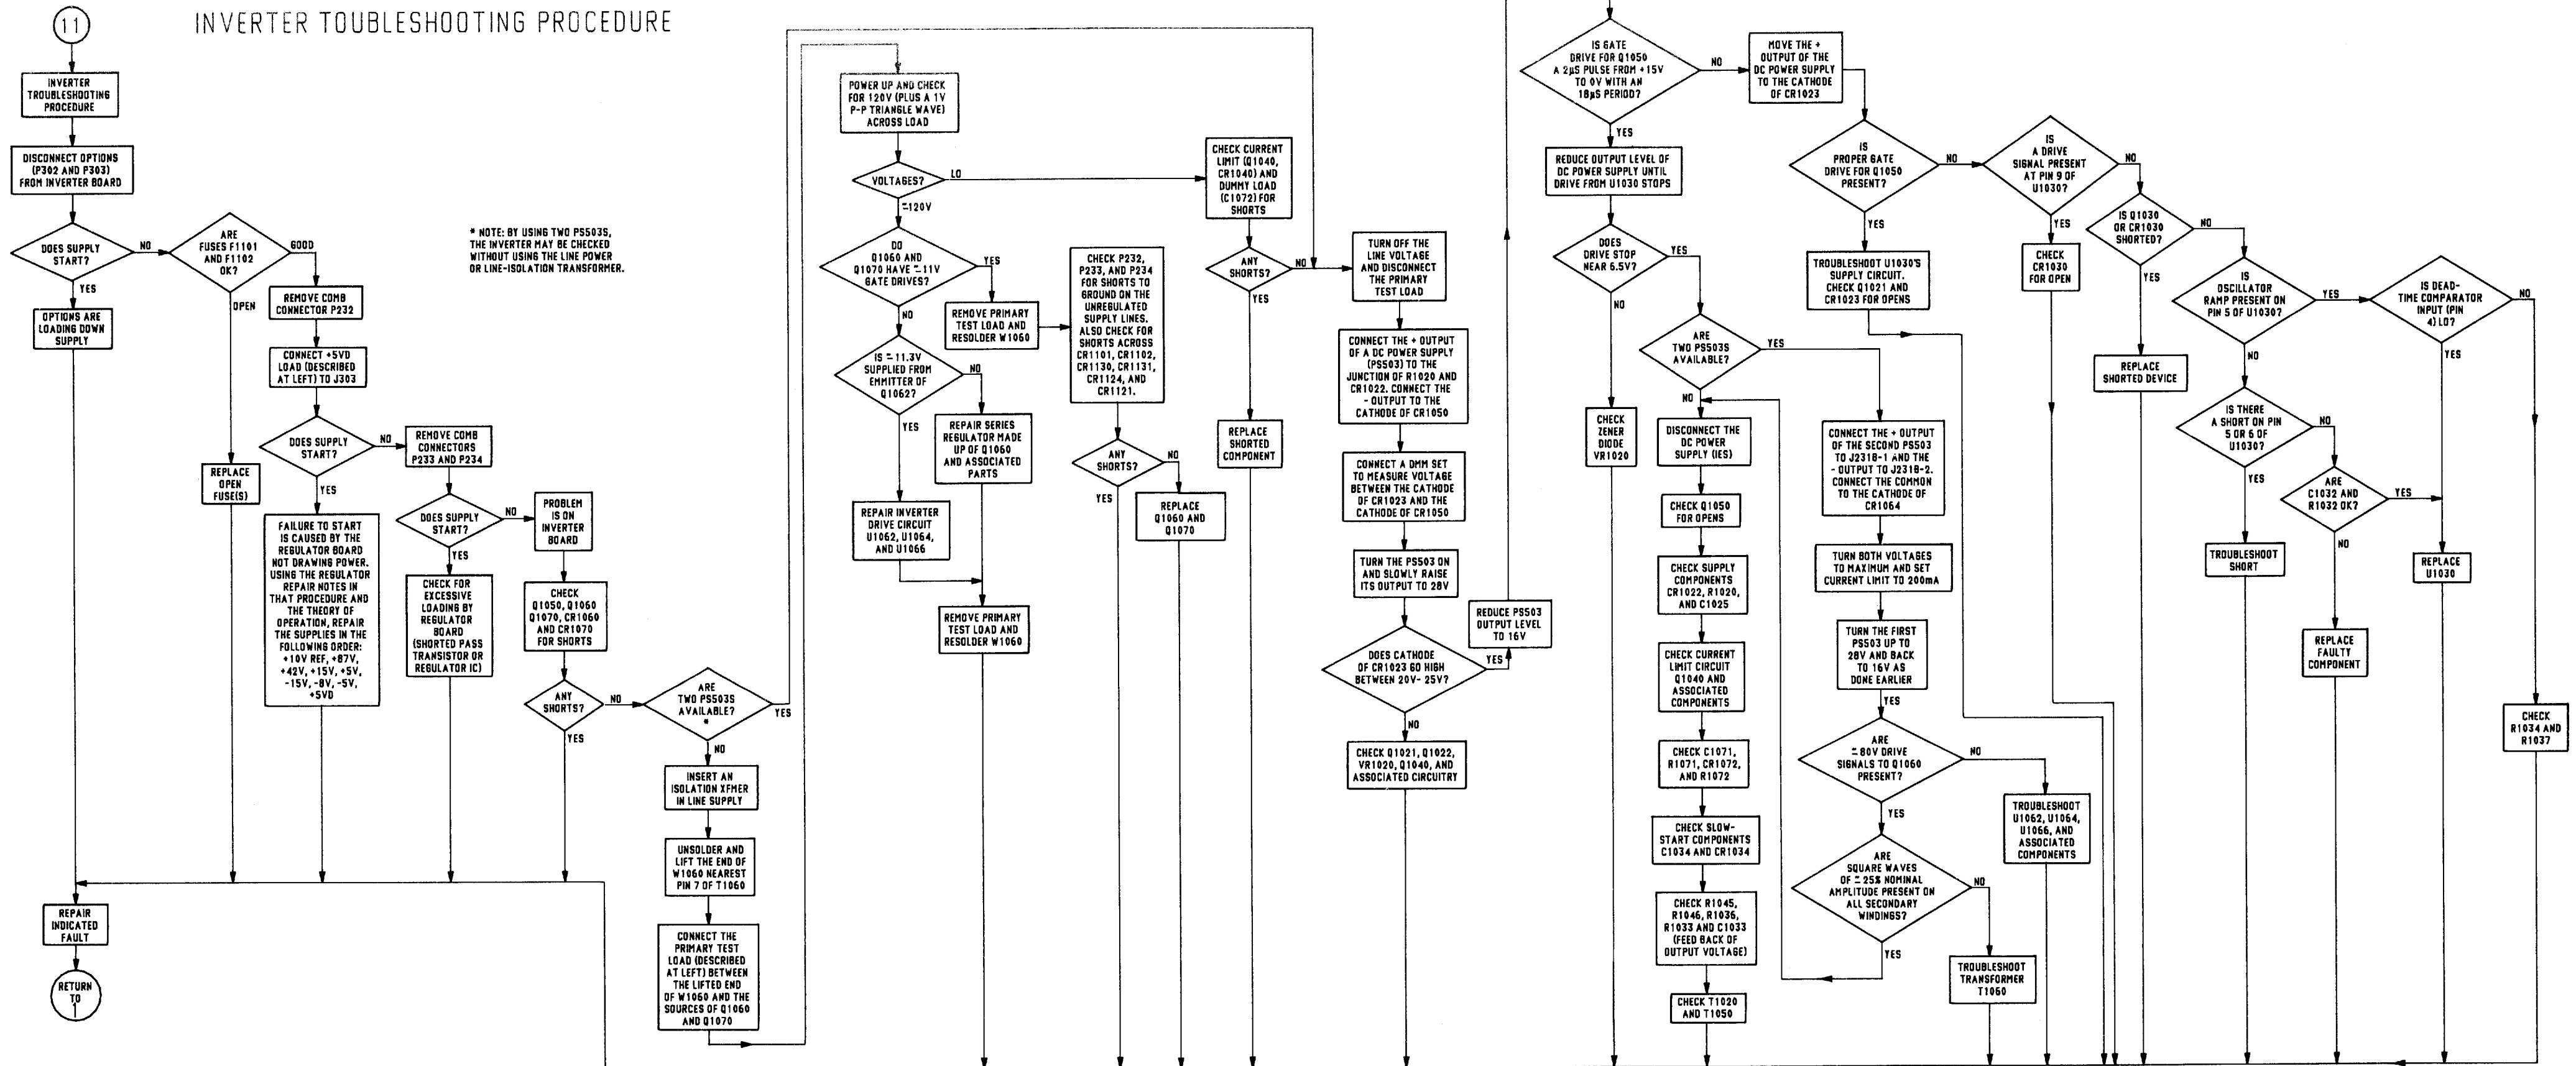 11
INVERTER TOUBLESHOOTING PROCEDURE
INVERTER
TROUBLESHOOTING
PROCEDURE
DISCONNECT OPTIONS
(P302 AND P303)
FROM INVERTER BOARD
DOES SUPPLY
START?
NO
YES
OPTIONS ARE
LOADING DOWN
SUPPLY
REPAIR
INDICATED
FAULT
RETURN
TO
1
ARE
FUSES F1101
AND F1102
OK?
GOOD
OPEN
REPLACE
OPEN
FUSE(S)
REMOVE COMB
CONNECTOR P232
CONNECT +5VD
LOAD (DESCRIBED
AT LEFT) TO J303
DOES SUPPLY
START?
NO
YES
FAILURE TO START
IS CAUSED BY THE
REGULATOR BOARD
NOT DRAWING POWER.
USING THE REGULATOR
REPAIR NOTES IN
THAT PROCEDURE AND
THE THEORY OF
OPERATION, REPAIR
THE SUPPLIES IN THE
FOLLOWING ORDER:
+10V REF, +87V,
+42V, +15V, +5V,
-15V, -8V, -5V,
+5VD
REMOVE COMB
CONNECTORS
P233 AND P234
DOES SUPPLY
START?
NO
YES
CHECK FOR
EXCESSIVE
LOADING BY
REGULATOR
BOARD
(SHORTED PASS
TRANSISTOR OR
REGULATOR IC)
* NOTE: BY USING TWO PS503S,
THE INVERTER MAY BE CHECKED
WITHOUT USING THE LINE POWER
OR LINE-ISOLATION TRANSFORMER.
PROBLEM
IS ON
INVERTER
BOARD
CHECK
Q1050, Q1060
Q1070, CR1060
AND CR1070
FOR SHORTS
ANY
SHORTS?
NO
YES
ARE
TWO PS503S
AVAILABLE?
*
YES
NO
INSERT AN
ISOLATION XFMER
IN LINE SUPPLY
UNSOLDER AND
LIFT THE END OF
W1060 NEAREST
PIN 7 OF T1060
CONNECT THE
PRIMARY TEST
LOAD (DESCRIBED
AT LEFT) BETWEEN
THE LIFTED END
OF W1060 AND THE
SOURCES OF Q1060
AND Q1070
POWER UP AND CHECK
FOR 120V (PLUS A 1V
P-P TRIANGLE WAVE)
ACROSS LOAD
VOLTAGES?
LO
≃120V
DO
Q1060 AND
Q1070 HAVE ≃11V
GATE DRIVES?
YES
NO
REMOVE PRIMARY
TEST LOAD AND
RESOLDER W1060
IS ≃11.3V
SUPPLIED FROM
EMMITTER OF
Q1062?
NO
YES
REPAIR SERIES
REGULATOR MADE
UP OF Q1060
AND ASSOCIATED
PARTS
REPAIR INVERTER
DRIVE CIRCUIT
U1062, U1064,
AND U1066
REMOVE PRIMARY
TEST LOAD AND
RESOLDER W1060
CHECK P232,
P233, AND P234
FOR SHORTS TO
GROUND ON THE
UNREGULATED
SUPPLY LINES.
ALSO CHECK FOR
SHORTS ACROSS
CR1101, CR1102,
CR1130, CR1131,
CR1124, AND
CR1121.
ANY
SHORTS?
NO
YES
REPLACE
Q1060 AND
Q1070
CHECK CURRENT
LIMIT (Q1040,
CR1040) AND
DUMMY LOAD
(C1072) FOR
SHORTS
ANY
SHORTS?
NO
YES
REPLACE
SHORTED
COMPONENT
TURN OFF THE
LINE VOLTAGE
AND DISCONNECT
THE PRIMARY
TEST LOAD
CONNECT THE + OUTPUT
OF A DC POWER SUPPLY
(PS503) TO THE
JUNCTION OF R1020 AND
CR1022. CONNECT THE
- OUTPUT TO THE
CATHODE OF CR1050
CONNECT A DMM SET
TO MEASURE VOLTAGE
BETWEEN THE CATHODE
OF CR1023 AND THE
CATHODE OF CR1050
TURN THE PS503 ON
AND SLOWLY RAISE
ITS OUTPUT TO 28V
DOES CATHODE
OF CR1023 GO HIGH
BETWEEN 20V- 25V?
YES
NO
REDUCE PS503
OUTPUT LEVEL
TO 16V
CHECK Q1021, Q1022,
VR1020, Q1040, AND
ASSOCIATED CIRCUITRY
IS GATE
DRIVE FOR Q1050
A 2µS PULSE FROM +15V
TO 0V WITH AN
18µS PERIOD?
NO
YES
MOVE THE +
OUTPUT OF THE
DC POWER SUPPLY
TO THE CATHODE
OF CR1023
REDUCE OUTPUT LEVEL OF
DC POWER SUPPLY UNTIL
DRIVE FROM U1030 STOPS
DOES
DRIVE STOP
NEAR 6.5V?
YES
NO
CHECK
ZENER
DIODE
VR1020
ARE
TWO PS503S
AVAILABLE?
YES
NO
DISCONNECT THE
DC POWER
SUPPLY (IES)
CHECK Q1050
FOR OPENS
CHECK SUPPLY
COMPONENTS
CR1022, R1020,
AND C1025
CHECK CURRENT
LIMIT CIRCUIT
Q1040 AND
ASSOCIATED
COMPONENTS
CHECK C1071,
R1071, CR1072,
AND R1072
CHECK SLOW-
START COMPONENTS
C1034 AND CR1034
CHECK R1045,
R1046, R1036,
R1033 AND C1033
(FEED BACK OF
OUTPUT VOLTAGE)
CHECK T1020
AND T1050
IS
PROPER GATE
DRIVE FOR Q1050
PRESENT?
NO
YES
TROUBLESHOOT U1030'S
SUPPLY CIRCUIT.
CHECK Q1021 AND
CR1023 FOR OPENS
CONNECT THE + OUTPUT
OF THE SECOND PS503
TO J231B-1 AND THE
- OUTPUT TO J231B-2.
CONNECT THE COMMON
TO THE CATHODE OF
CR1064
TURN BOTH VOLTAGES
TO MAXIMUM AND SET
CURRENT LIMIT TO 200mA
TURN THE FIRST
PS503 UP TO
28V AND BACK
TO 16V AS
DONE EARLIER
YES
ARE
≃80V DRIVE
SIGNALS TO Q1060
PRESENT?
NO
YES
TROUBLESHOOT
U1062, U1064,
U1066, AND
ASSOCIATED
COMPONENTS
ARE
SQUARE WAVES
OF ≃25% NOMINAL
AMPLITUDE PRESENT ON
ALL SECONDARY
WINDINGS?
NO
YES
TROUBLESHOOT
TRANSFORMER
T1060
IS
A DRIVE
SIGNAL PRESENT
AT PIN 9 OF
U1030?
NO
YES
CHECK
CR1030
FOR OPEN
IS Q1030
OR CR1030
SHORTED?
NO
YES
REPLACE
SHORTED DEVICE
IS
OSCILLATOR
RAMP PRESENT ON
PIN 5 OF U1030?
YES
NO
IS THERE
A SHORT ON PIN
5 OR 6 OF
U1030?
NO
YES
TROUBLESHOOT
SHORT
ARE
C1032 AND
R1032 OK?
YES
NO
REPLACE
FAULTY
COMPONENT
IS DEAD-
TIME COMPARATOR
INPUT (PIN
4) LO?
NO
YES
REPLACE
U1030
CHECK
R1034 AND
R1037